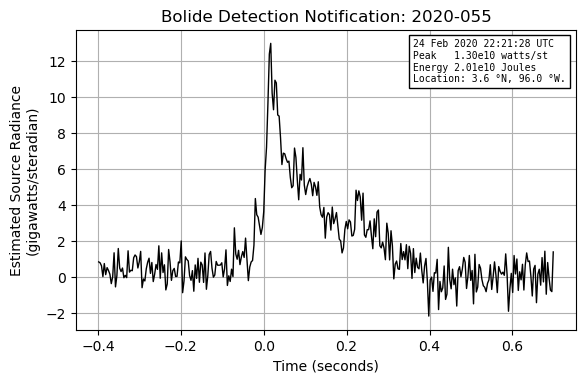 Bolide Detection Notification: 2020-055
24 Feb 2020 22:21:28 UTC
Peak   1.30e10 watts/st
Energy 2.01e10 Joules
Location: 3.6 °N, 96.0 °W.
Estimated Source Radiance
(gigawatts/steradian)
12
10
8
6
4
2
0
−2
−0.4 −0.2 0.0 0.2 0.4 0.6
Time (seconds)